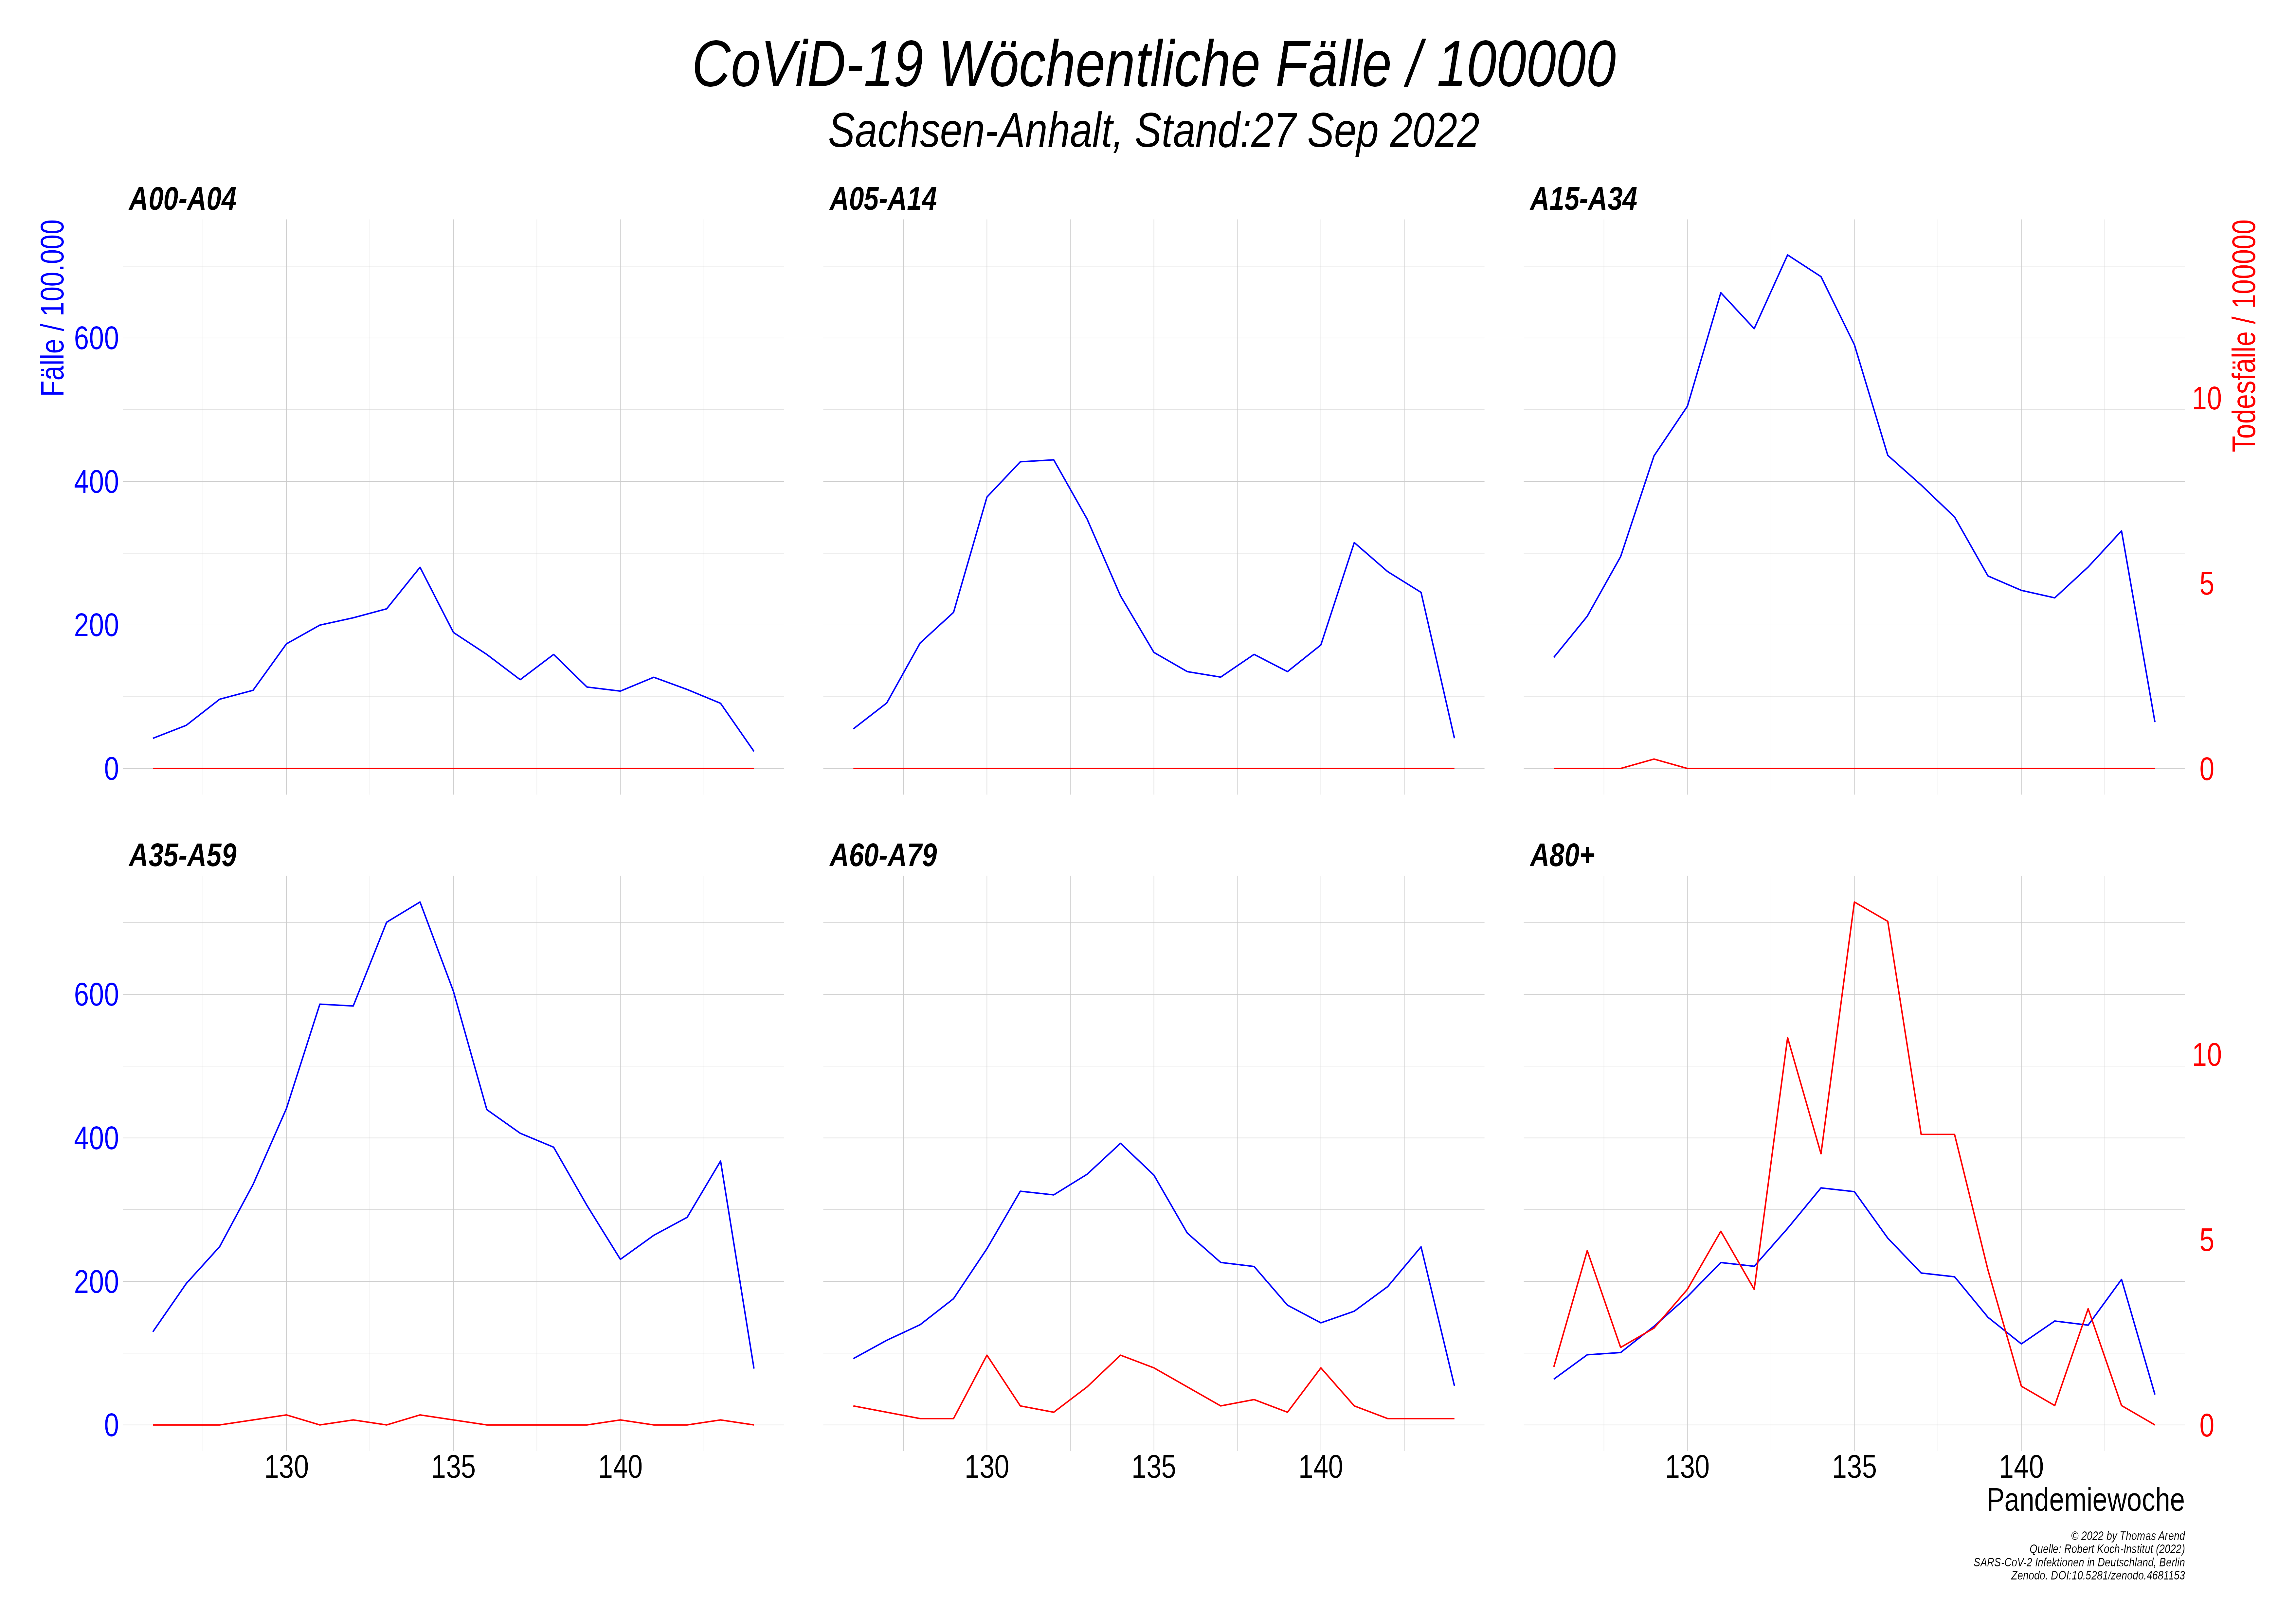 CoViD-19 Wöchentliche Fälle / 100000
Sachsen-Anhalt, Stand:27 Sep 2022
A00-A04
A05-A14
A15-A34
Fälle / 100.000
600
400
200
0
Todesfälle / 100000
10
5
0
A35-A59
A60-A79
A80+
600
400
200
0
10
5
0
130
135
140
130
135
140
130
135
140
Pandemiewoche
© 2022 by Thomas Arend
Quelle: Robert Koch-Institut (2022)
SARS-CoV-2 Infektionen in Deutschland, Berlin
Zenodo. DOI:10.5281/zenodo.4681153